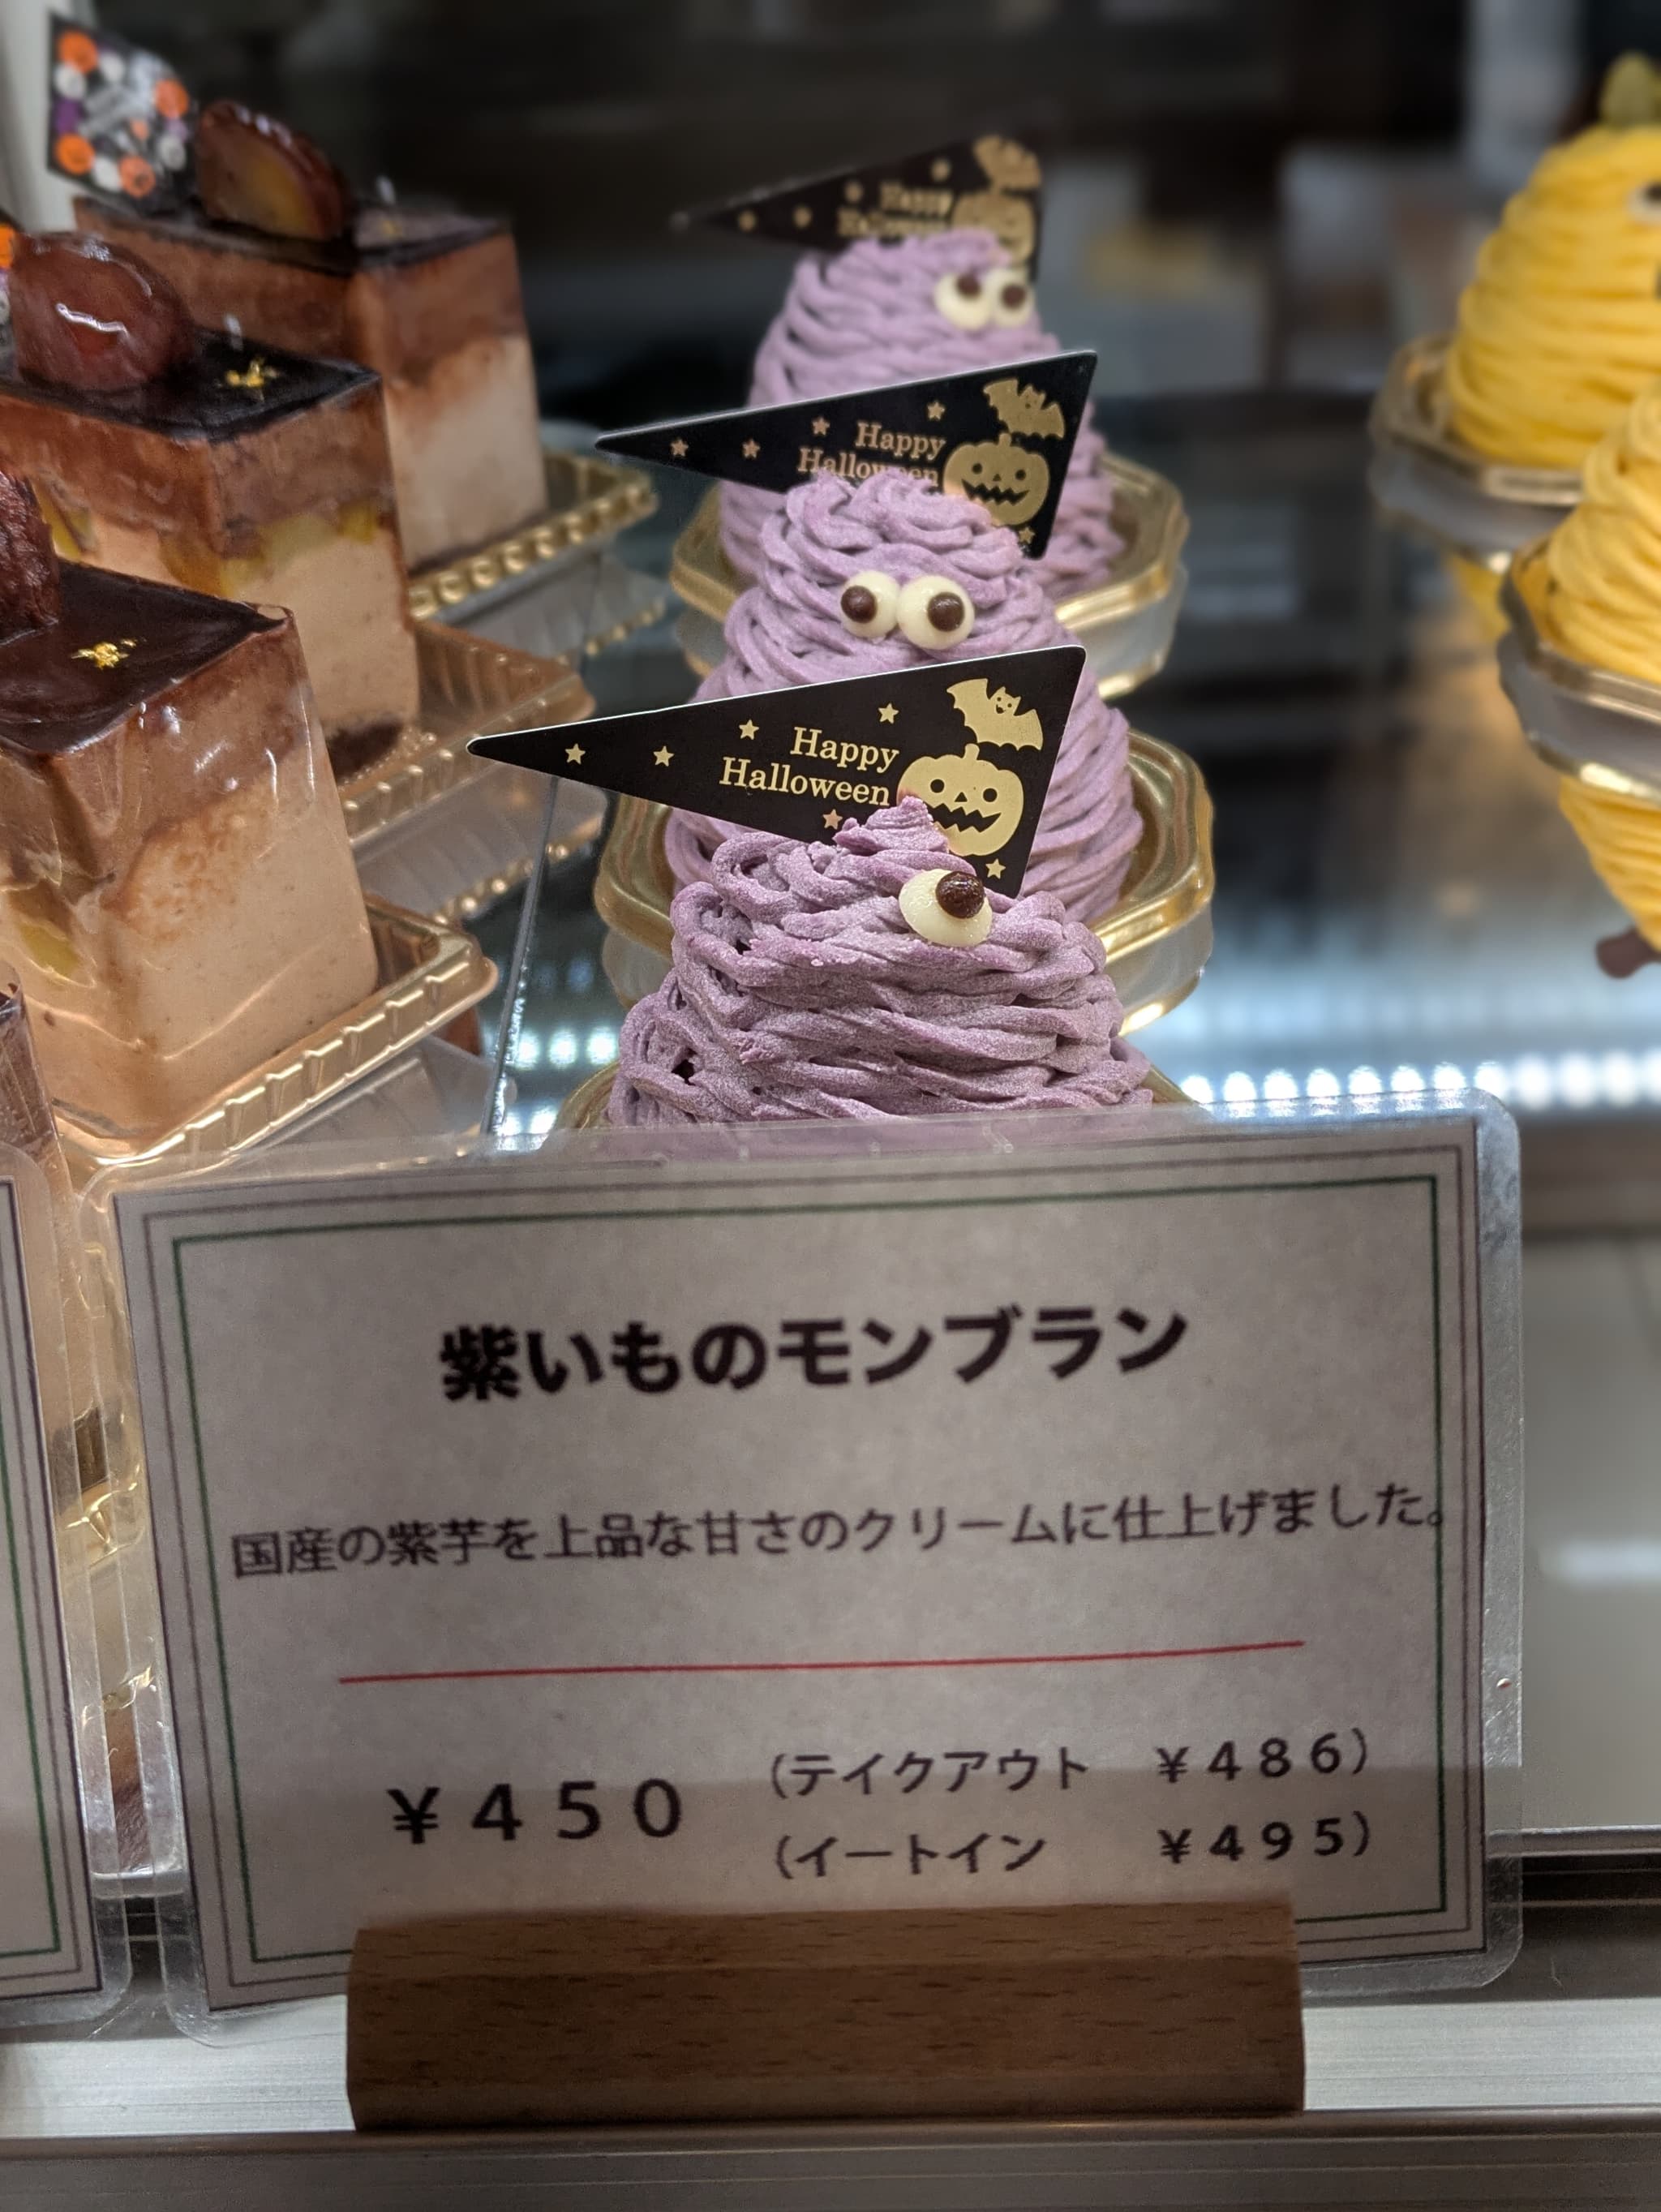 Happy
Halloween
Happy
Halloween
Happy
Halloween
紫いものモンブラン
国産の紫芋を上品な甘さのクリームに仕上げました。
¥450
(テイクアウト ¥486)
(イートイン ¥495)